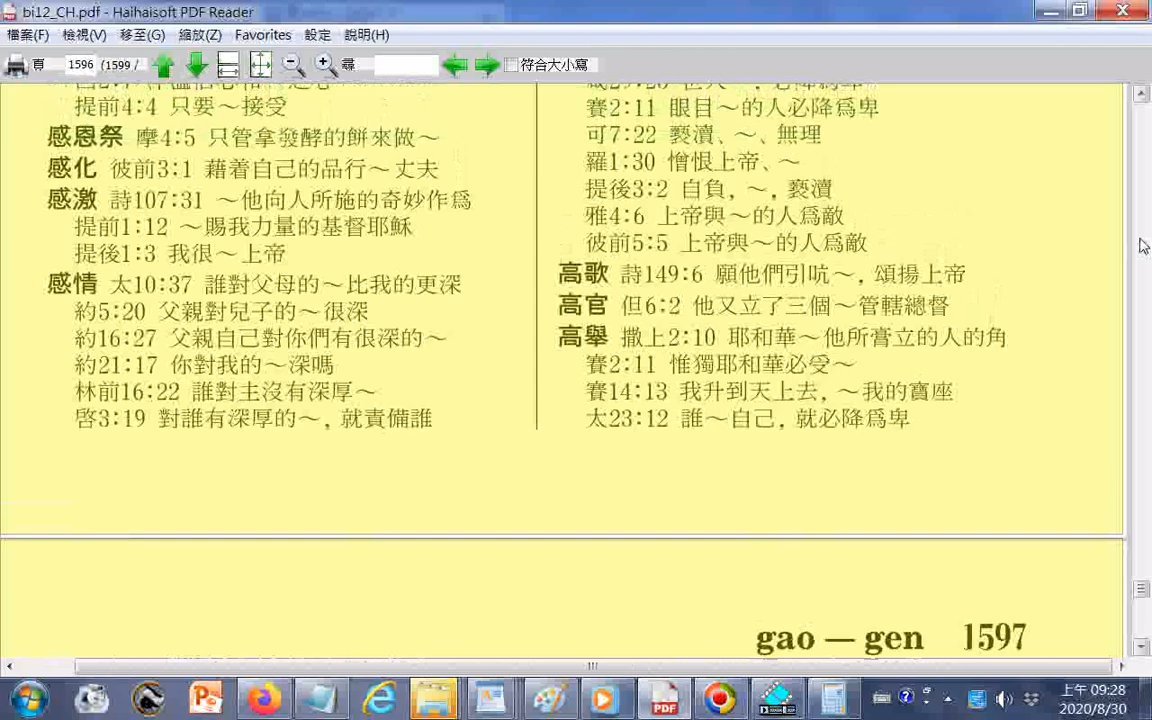 bi12_CH.pdf - Haihaisoft PDF Reader
檔案(F) 檢視(V) 移至(G) 縮放(Z) Favorites 設定 說明(H)
頁 1596 (1599 / 尋 符合大小寫
提前4:4 只要～接受
感恩祭 摩4:5 只管拿發酵的餅來做～
感化 彼前3:1 藉着自己的品行～丈夫
感激 詩107:31 ～他向人所施的奇妙作爲
提前1:12 ～賜我力量的基督耶穌
提後1:3 我很～上帝
感情 太10:37 誰對父母的～比我的更深
約5:20 父親對兒子的～很深
約16:27 父親自己對你們有很深的～
約21:17 你對我的～深嗎
林前16:22 誰對主沒有深厚～
啓3:19 對誰有深厚的～, 就責備誰
賽2:11 眼目～的人必降爲卑
可7:22 褻瀆、～、無理
羅1:30 憎恨上帝、～
提後3:2 自負, ～, 褻瀆
雅4:6 上帝與～的人爲敵
彼前5:5 上帝與～的人爲敵
高歌 詩149:6 願他們引吭～, 頌揚上帝
高官 但6:2 他又立了三個～管轄總督
高舉 撒上2:10 耶和華～他所膏立的人的角
賽2:11 惟獨耶和華必受～
賽14:13 我升到天上去, ～我的寶座
太23:12 誰～自己, 就必降爲卑
gao — gen 1597
上午 09:28
2020/8/30